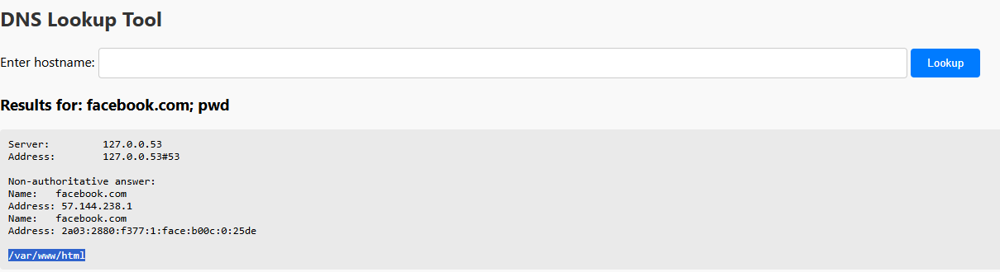 DNS Lookup Tool
Enter hostname: Lookup
Results for: facebook.com; pwd
Server: 127.0.0.53
Address: 127.0.0.53#53
Non-authoritative answer:
Name: facebook.com
Address: 57.144.238.1
Name: facebook.com
Address: 2a03:2880:f377:1:face:b00c:0:25de
/var/www/html